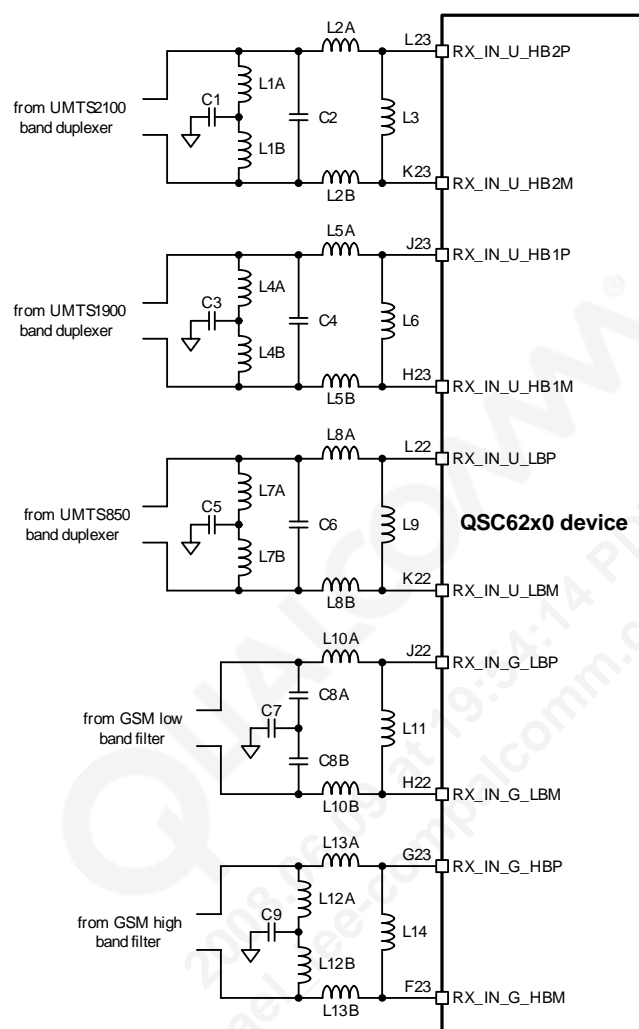 L2A
L23
RX_IN_U_HB2P
L1A
from UMTS2100
band duplexer
C1
C2
L3
L1B
K23
RX_IN_U_HB2M
L2B
L5A
J23
RX_IN_U_HB1P
L4A
from UMTS1900
band duplexer
C3
C4
L6
L4B
H23
RX_IN_U_HB1M
L5B
L8A
L22
RX_IN_U_LBP
L7A
from UMTS850
band duplexer
C5
C6
L9
QSC62x0 device
L7B
K22
RX_IN_U_LBM
L8B
L10A
J22
RX_IN_G_LBP
C8A
from GSM low
band filter
C7
L11
C8B
H22
RX_IN_G_LBM
L10B
L13A
G23
RX_IN_G_HBP
L12A
from GSM high
band filter
C9
L14
L12B
F23
RX_IN_G_HBM
L13B
QUALCOMM®